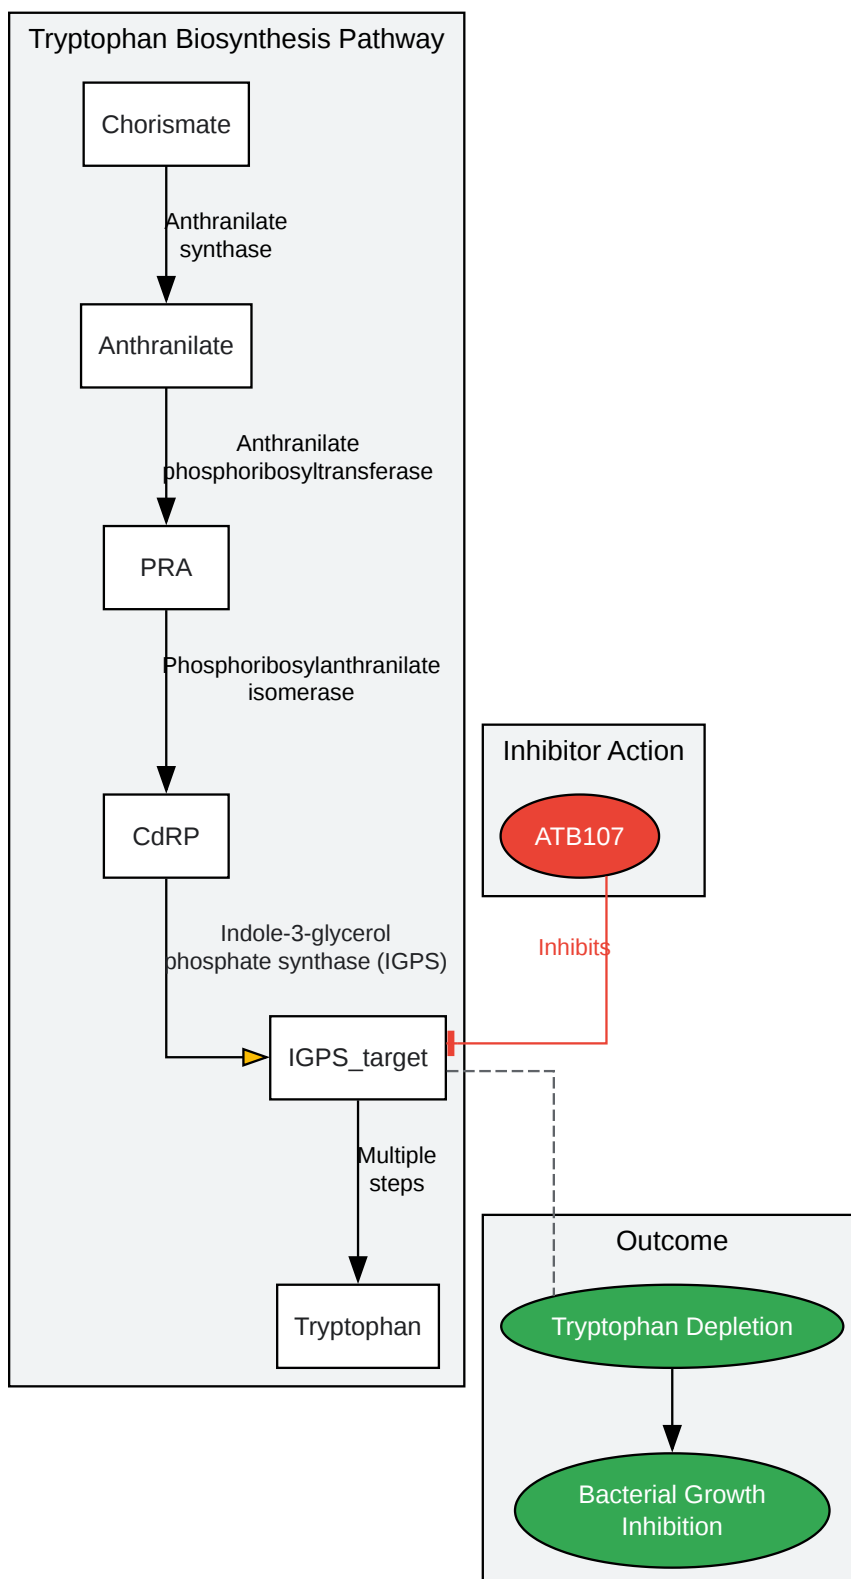 Tryptophan Biosynthesis Pathway
Chorismate
Anthranilate
synthase
Anthranilate
Anthranilate
phosphoribosyltransferase
PRA
Phosphoribosylanthranilate
isomerase
Inhibitor Action
CdRP
ATB107
Indole-3-glycerol
phosphate synthase (IGPS)
Inhibits
IGPS_target
Multiple
steps
Outcome
Tryptophan
Tryptophan Depletion
Bacterial Growth
Inhibition